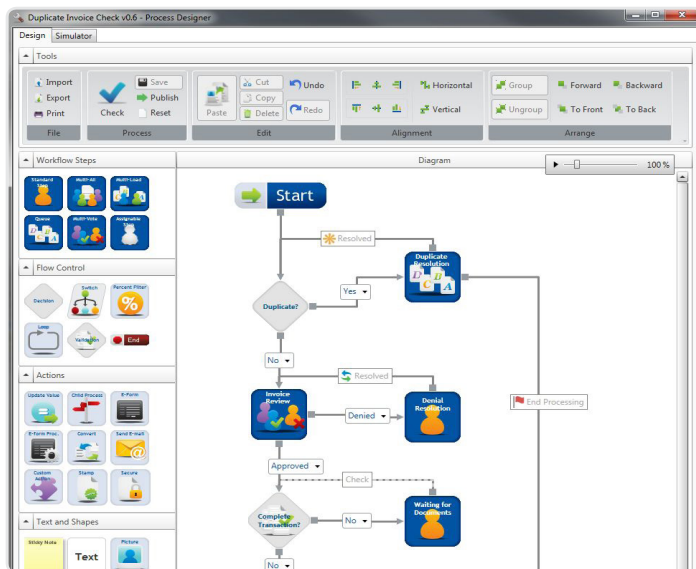 Duplicate Invoice Check v0.6 - Process Designer
Design Simulator
Tools
Import
Export
Print
File
Check
Save
Publish
Reset
Process
Paste
Cut
Copy
Delete
Undo
Redo
Edit
Horizontal
Vertical
Alignment
Group
Ungroup
Forward
Backward
To Front
To Back
Arrange
Workflow Steps
Standard
Step
Multi-All
Multi-Load
Queue
Multi-Vote
Assignable
D C B A
Flow Control
Decision
Switch
Percent Filter
%
Loop
Validation
End
Actions
Update Value
Child Process
E-Form
E-Form Proc.
Convert
Send E-mail
Custom
Action
Stamp
Secure
Text and Shapes
Sticky Note
Text
Picture
Diagram
100 %
Start
Resolved
Duplicate
Resolution
D C B A
Duplicate?
Yes
No
Resolved
Invoice
Review
Denied
Denial
Resolution
End Processing
Approved
Check
Complete
Transaction?
No
Waiting for
Documents
No